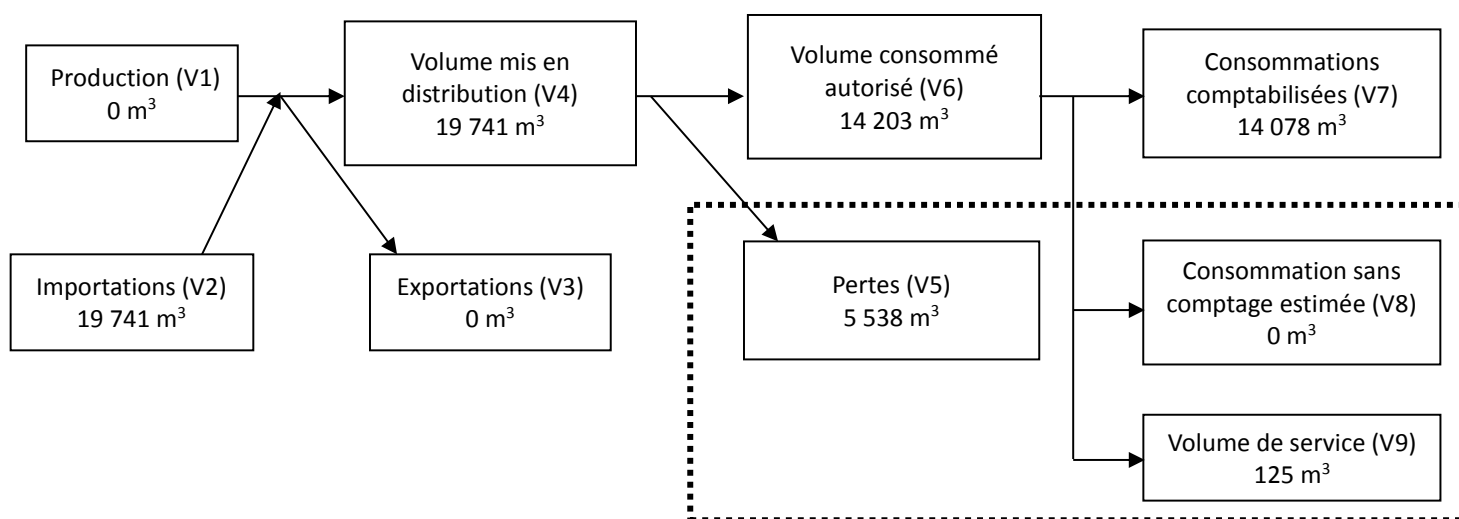 Production (V1)
0 m³
Volume mis en
distribution (V4)
19 741 m³
Volume consommé
autorisé (V6)
14 203 m³
Consommations
comptabilisées (V7)
14 078 m³
Importations (V2)
19 741 m³
Exportations (V3)
0 m³
Pertes (V5)
5 538 m³
Consommation sans
comptage estimée (V8)
0 m³
Volume de service (V9)
125 m³